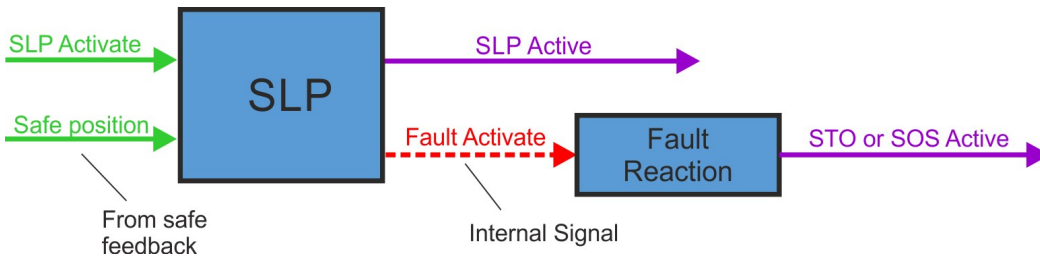 SLP Activate
Safe position
From safe
feedback
SLP
SLP Active
Fault Activate
Internal Signal
Fault
Reaction
STO or SOS Active